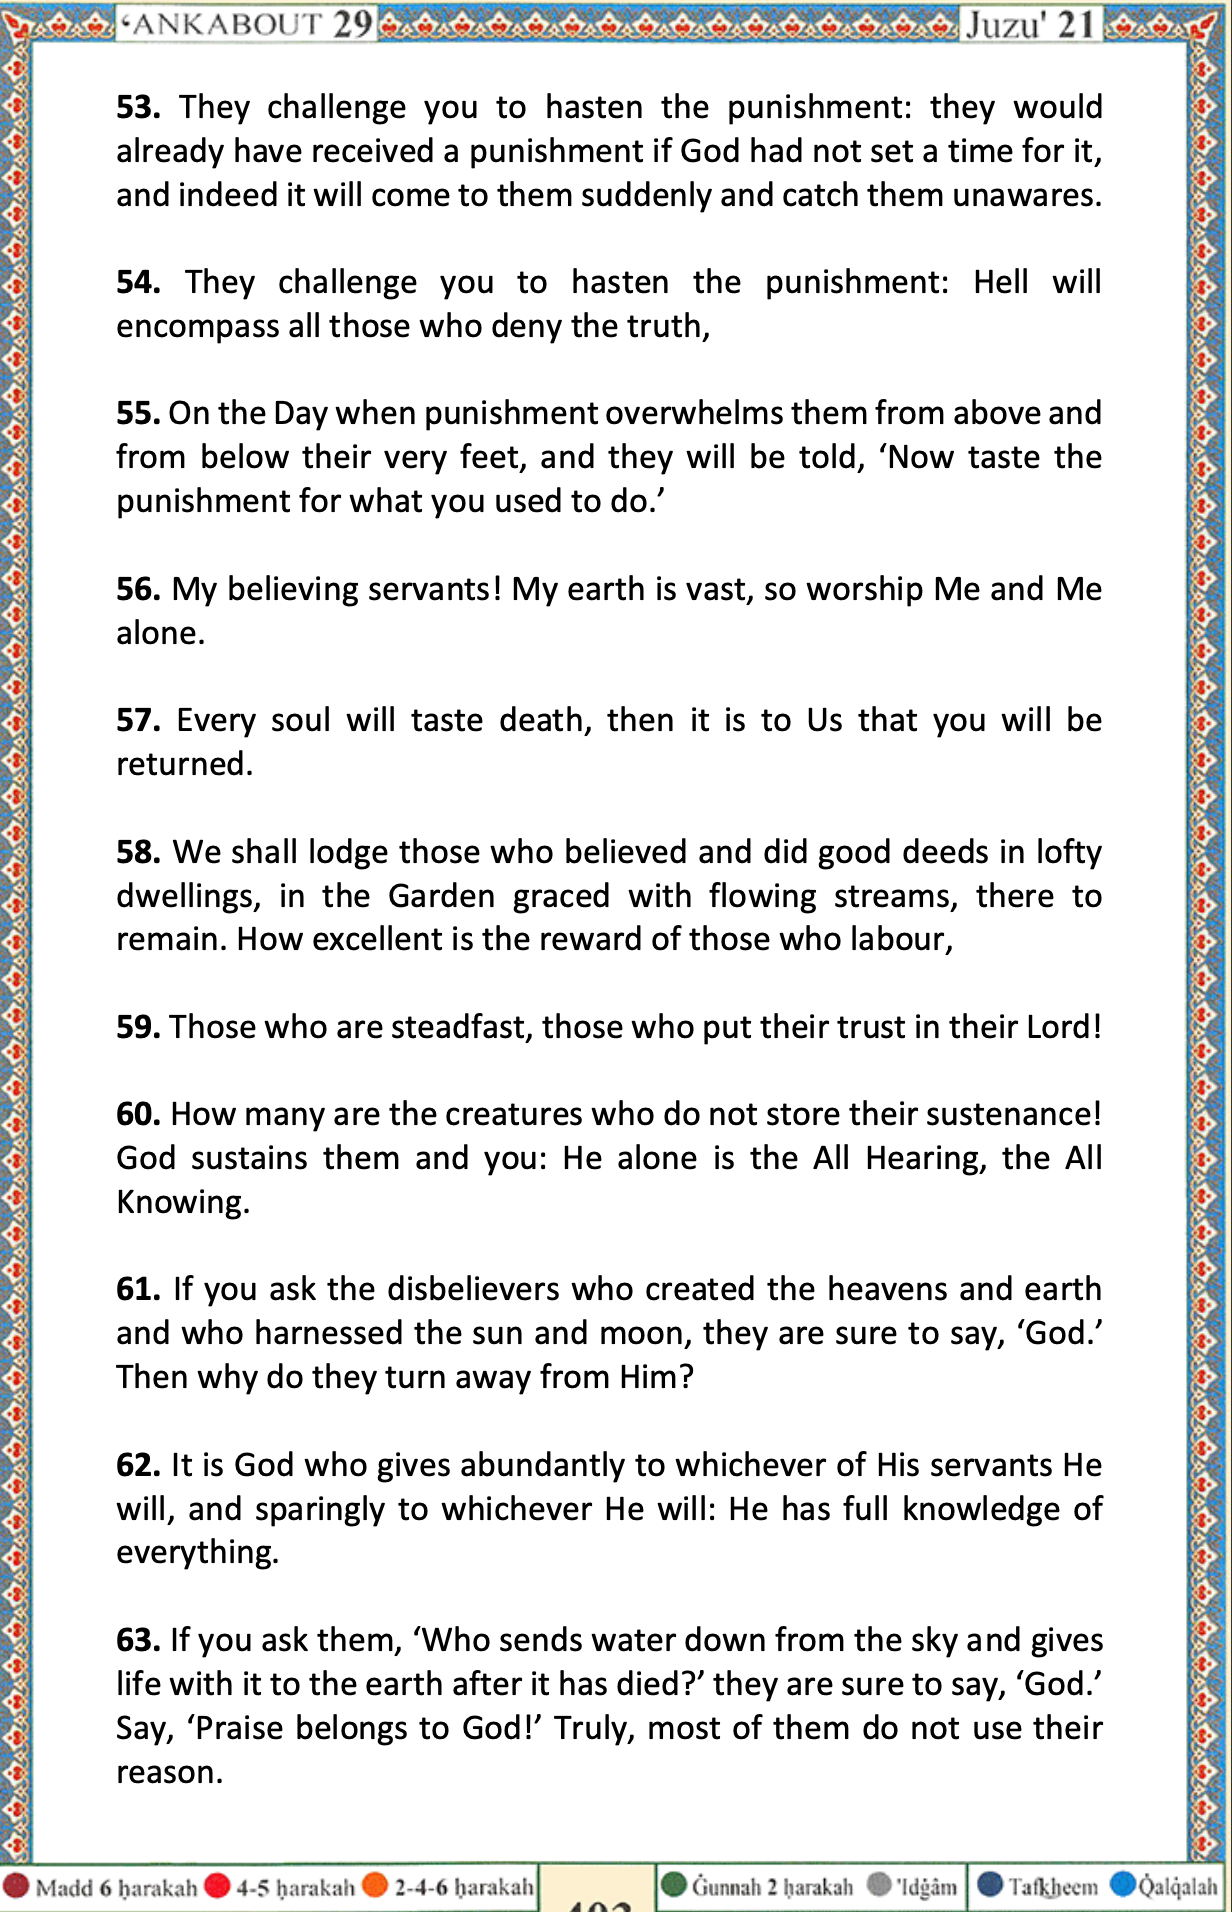 ‘ANKABOUT 29
Juzu' 21
53. They challenge you to hasten the punishment: they would
already have received a punishment if God had not set a time for it,
and indeed it will come to them suddenly and catch them unawares.
54. They challenge you to hasten the punishment: Hell will
encompass all those who deny the truth,
55. On the Day when punishment overwhelms them from above and
from below their very feet, and they will be told, ‘Now taste the
punishment for what you used to do.’
56. My believing servants! My earth is vast, so worship Me and Me
alone.
57. Every soul will taste death, then it is to Us that you will be
returned.
58. We shall lodge those who believed and did good deeds in lofty
dwellings, in the Garden graced with flowing streams, there to
remain. How excellent is the reward of those who labour,
59. Those who are steadfast, those who put their trust in their Lord!
60. How many are the creatures who do not store their sustenance!
God sustains them and you: He alone is the All Hearing, the All
Knowing.
61. If you ask the disbelievers who created the heavens and earth
and who harnessed the sun and moon, they are sure to say, ‘God.’
Then why do they turn away from Him?
62. It is God who gives abundantly to whichever of His servants He
will, and sparingly to whichever He will: He has full knowledge of
everything.
63. If you ask them, ‘Who sends water down from the sky and gives
life with it to the earth after it has died?’ they are sure to say, ‘God.’
Say, ‘Praise belongs to God!’ Truly, most of them do not use their
reason.
Madd 6 ḥarakah 4-5 ḥarakah 2-4-6 ḥarakah
Ġunnah 2 ḥarakah 'Idġâm
Tafkḥeem Q̇alq̇alah